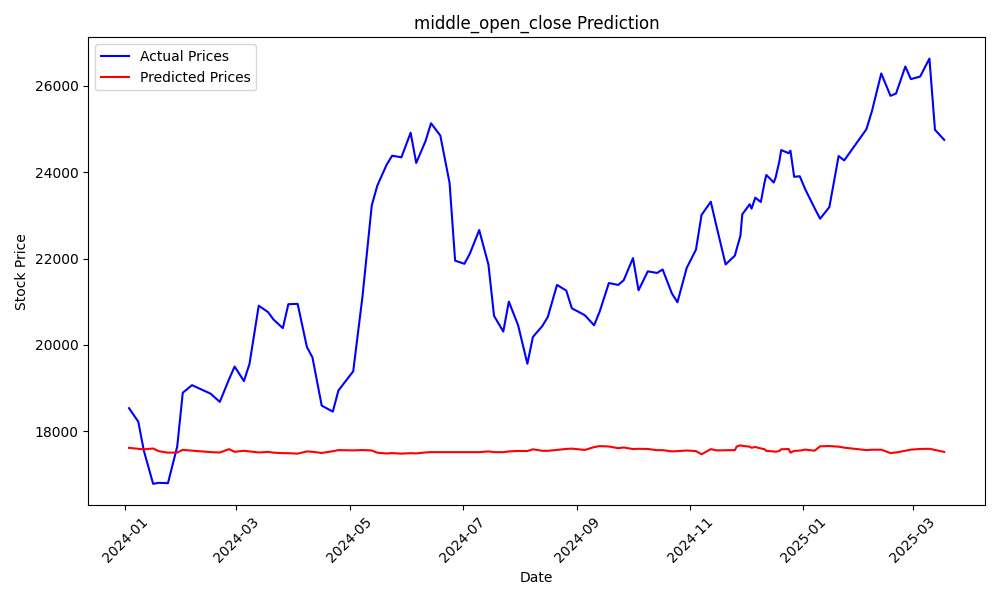 middle_open_close Prediction
Actual Prices
Predicted Prices
Stock Price
26000
24000
22000
20000
18000
2024-01
2024-03
2024-05
2024-07
2024-09
2024-11
2025-01
2025-03
Date